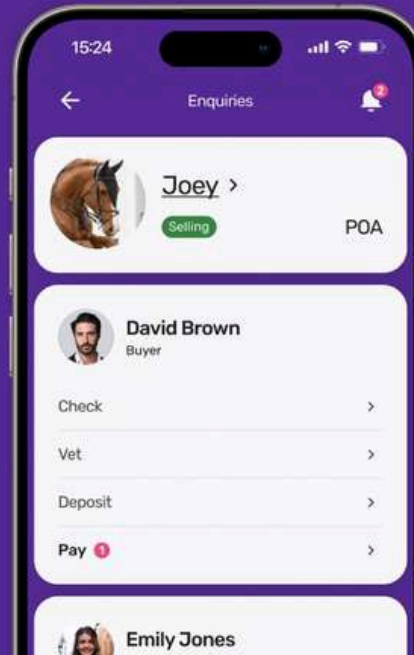 15:24
Enquiries
2
Joey >
Selling
POA
David Brown
Buyer
Check >
Vet >
Deposit >
Pay 1 >
Emily Jones